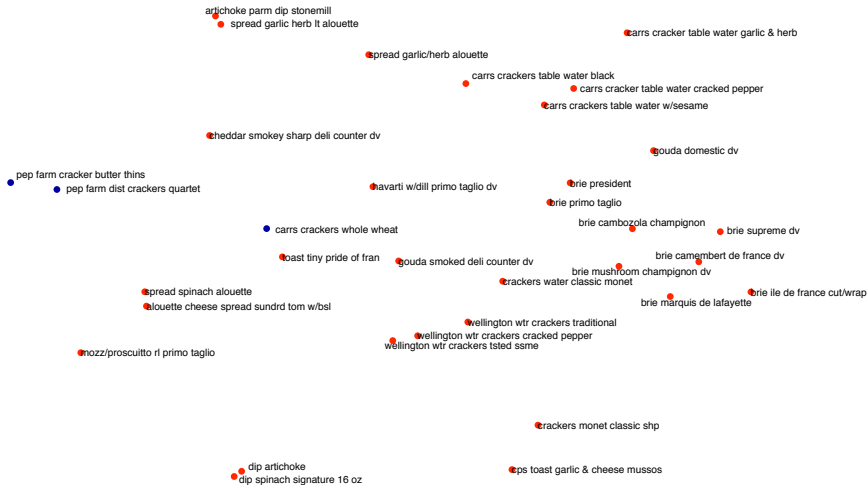 artichoke parm dip stonemill
spread garlic herb lt alouette
carrs cracker table water garlic & herb
spread garlic/herb alouette
carrs crackers table water black
carrs cracker table water cracked pepper
carrs crackers table water w/sesame
cheddar smokey sharp deli counter dv
gouda domestic dv
pep farm cracker butter thins
pep farm dist crackers quartet
havarti w/dill primo taglio dv
brie president
brie primo taglio
brie cambozola champignon
carrs crackers whole wheat
brie supreme dv
toast tiny pride of fran
gouda smoked deli counter dv
brie camembert de france dv
brie mushroom champignon dv
crackers water classic monet
spread spinach alouette
brie ile de france cut/wrap
brie marquis de lafayette
alouette cheese spread sundrd tom w/bsl
wellington wtr crackers traditional
wellington wtr crackers cracked pepper
wellington wtr crackers tsted ssme
mozz/proscuitto rl primo taglio
crackers monet classic shp
dip artichoke
cps toast garlic & cheese mussos
dip spinach signature 16 oz